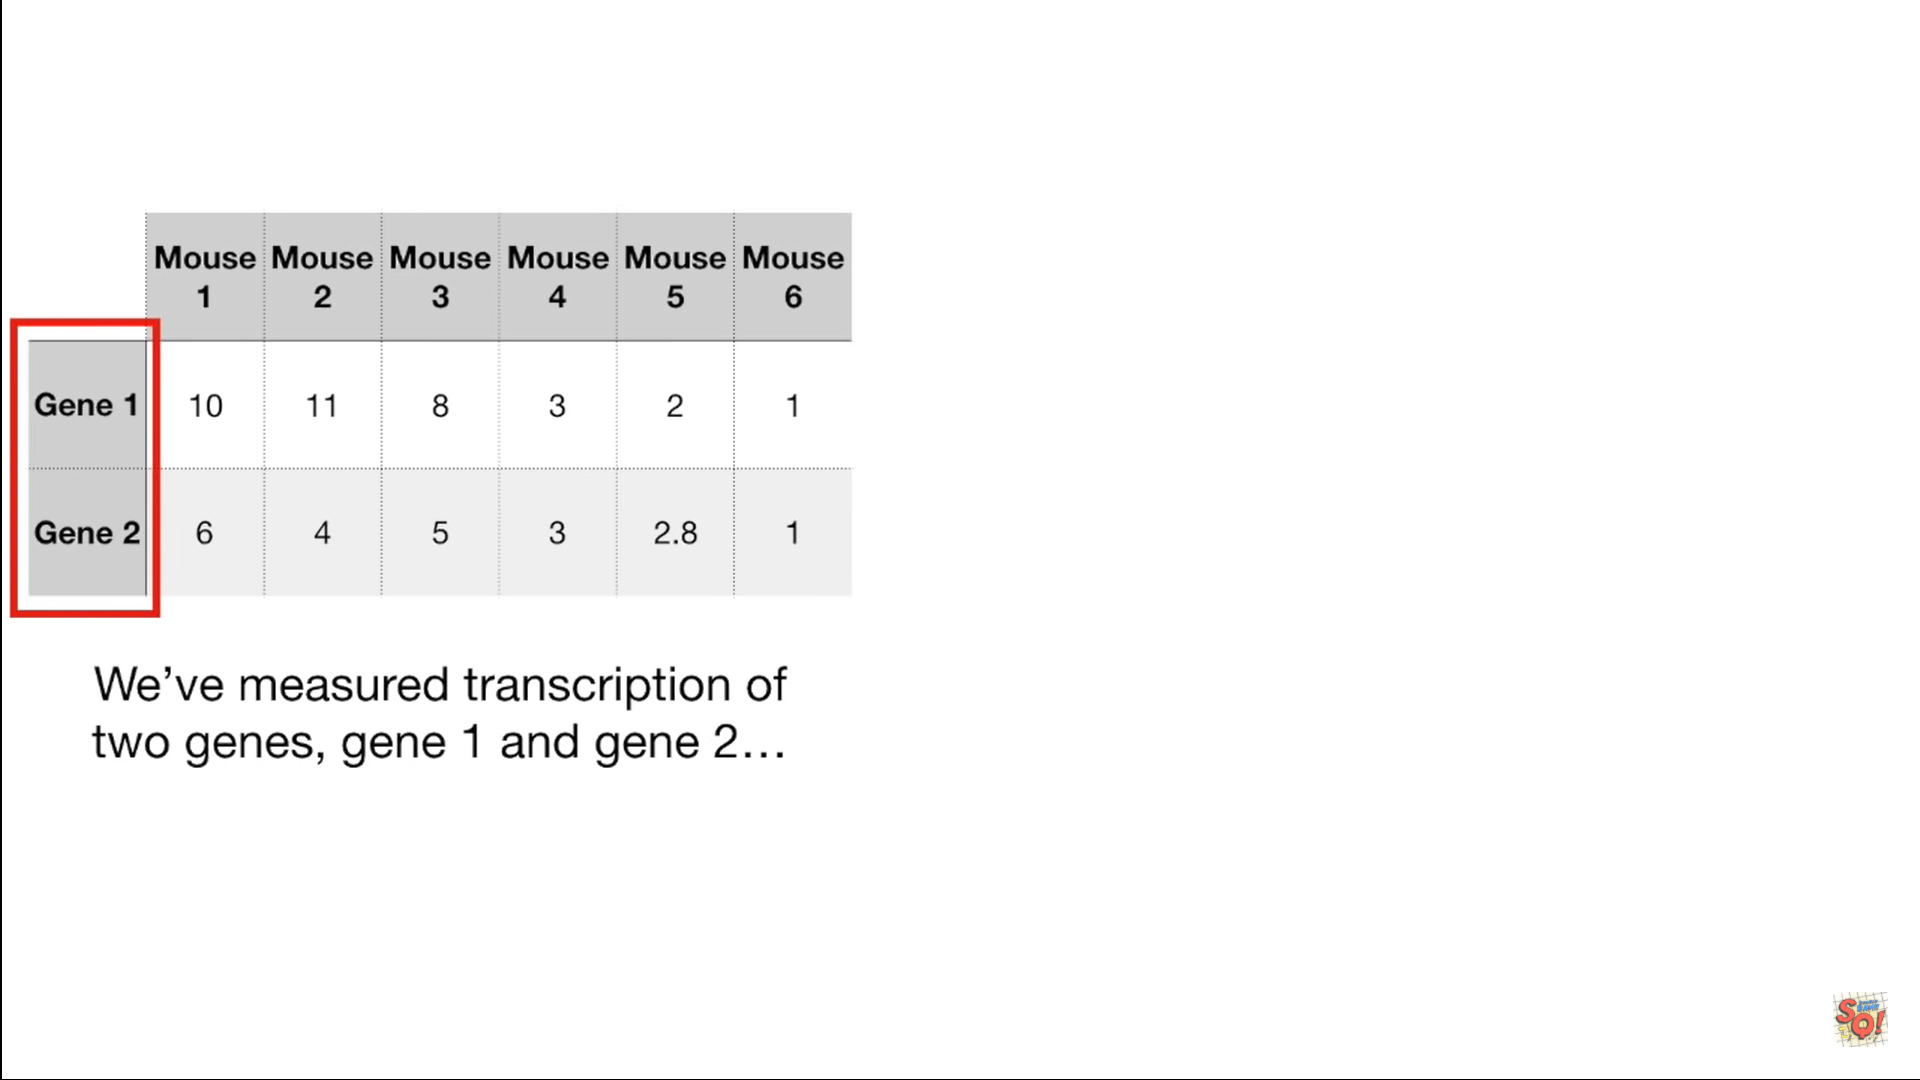 Mouse 1 Mouse 2 Mouse 3 Mouse 4 Mouse 5 Mouse 6
Gene 1 10 11 8 3 2 1
Gene 2 6 4 5 3 2.8 1
We’ve measured transcription of
two genes, gene 1 and gene 2…
SQ!